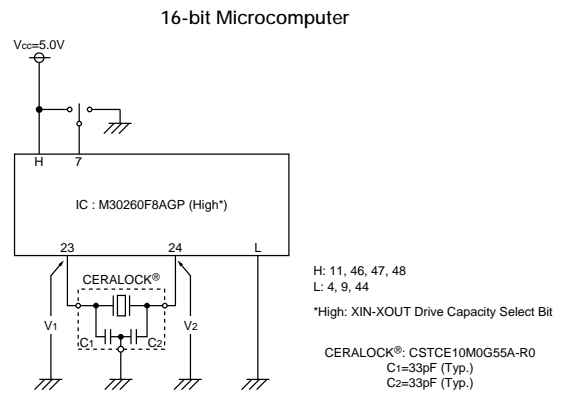 16-bit Microcomputer
Vcc=5.0V
H
7
IC : M30260F8AGP (High*)
23
24
L
CERALOCK®
V1
C1
C2
V2
H: 11, 46, 47, 48
L: 4, 9, 44
*High: XIN-XOUT Drive Capacity Select Bit
CERALOCK®: CSTCE10M0G55A-R0
C1=33pF (Typ.)
C2=33pF (Typ.)